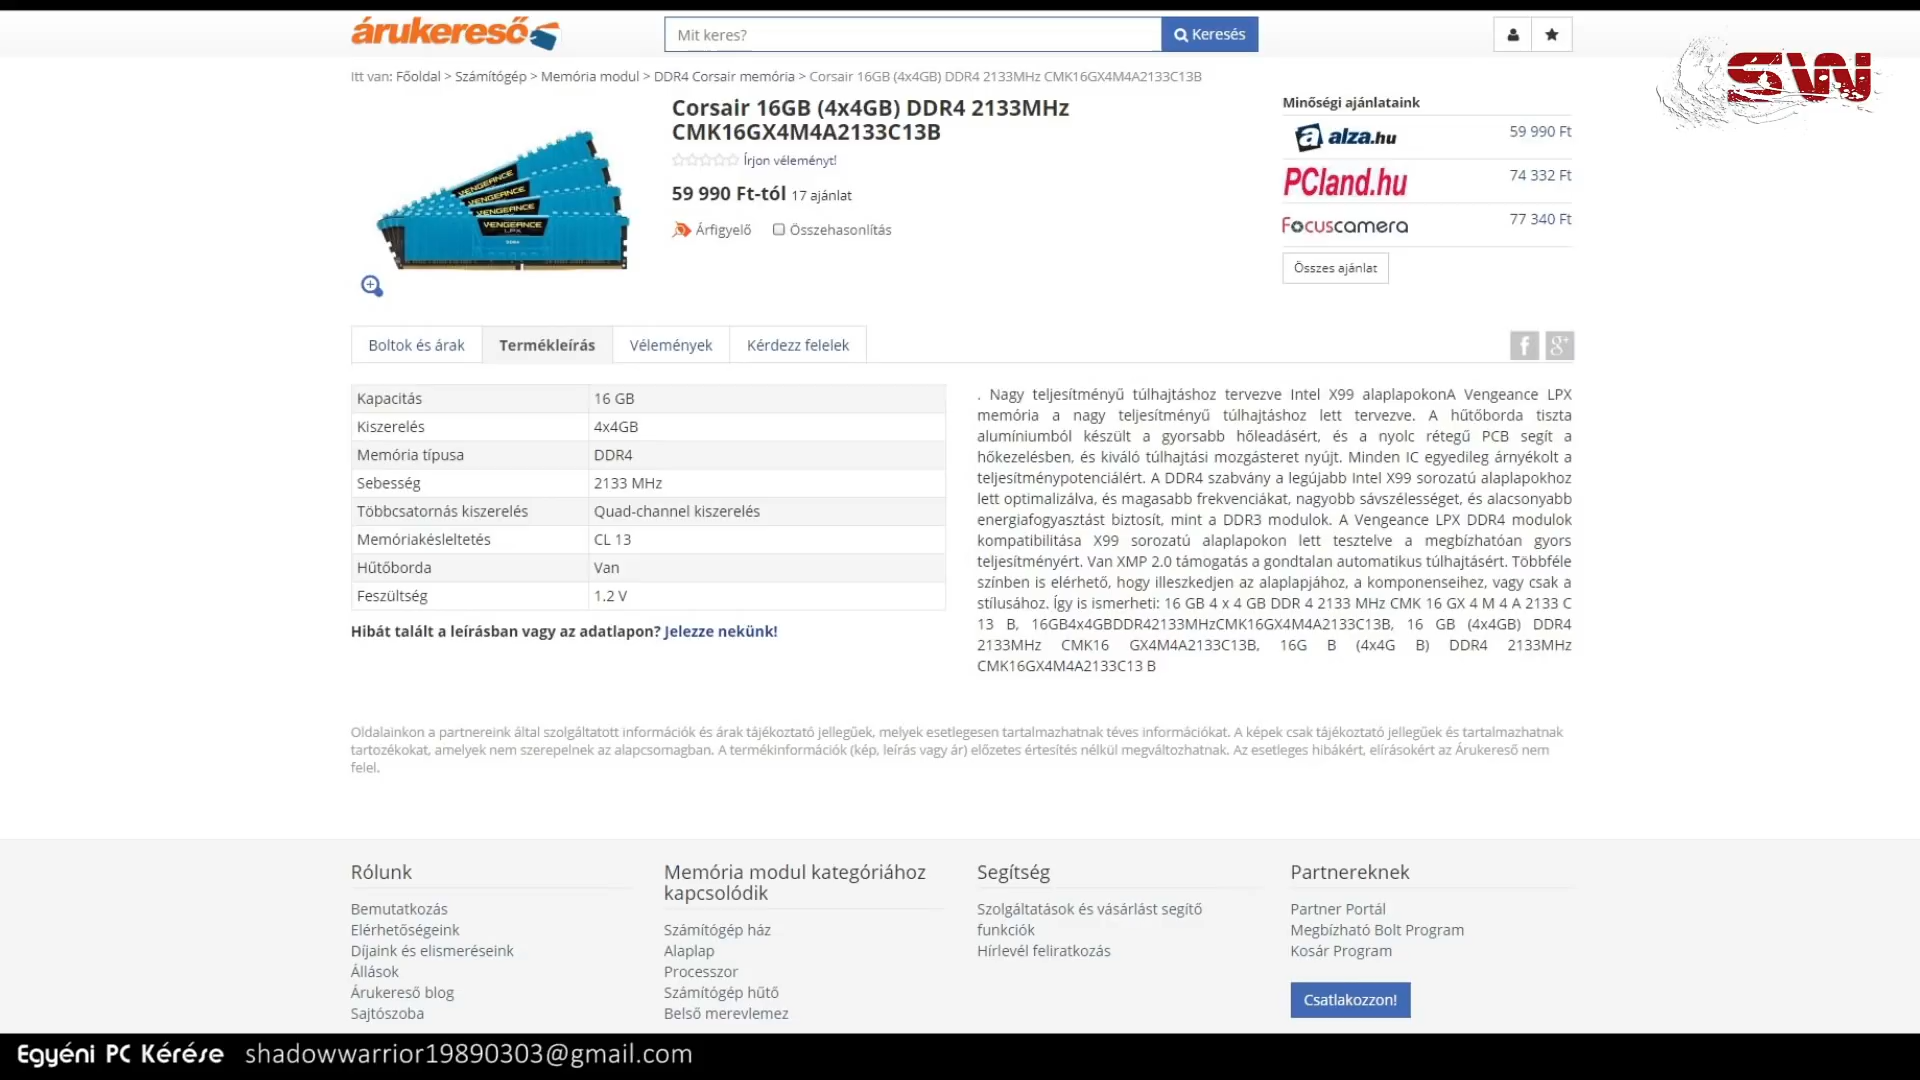 árukereső
Mit keres?
Keresés
SW
Itt van: Főoldal > Számítógép > Memória modul > DDR4 Corsair memória > Corsair 16GB (4x4GB) DDR4 2133MHz CMK16GX4M4A2133C13B
Corsair 16GB (4x4GB) DDR4 2133MHz
CMK16GX4M4A2133C13B
Írjon véleményt!
59 990 Ft-tól 17 ajánlat
Árfigyelő Összehasonlítás
VENGEANCE
VENGEANCE
VENGEANCE
VENGEANCE
Minőségi ajánlataink
alza.hu 59 990 Ft
PCland.hu 74 332 Ft
Focuscamera 77 340 Ft
Összes ajánlat
Boltok és árak Termékleírás Vélemények Kérdezz felelek
Kapacitás 16 GB
Kiszerelés 4x4GB
Memória típusa DDR4
Sebesség 2133 MHz
Többcsatornás kiszerelés Quad-channel kiszerelés
Memóriakésleltetés CL 13
Hűtőborda Van
Feszültség 1.2 V
Hibát talált a leírásban vagy az adatlapon? Jelezze nekünk!
. Nagy teljesítményű túlhajtáshoz tervezve Intel X99 alaplapokonA Vengeance LPX
memória a nagy teljesítményű túlhajtáshoz lett tervezve. A hűtőborda tiszta
alumíniumból készült a gyorsabb hőleadásért, és a nyolc rétegű PCB segít a
hőkezelésben, és kiváló túlhajtási mozgásteret nyújt. Minden IC egyedileg árnyékolt a
teljesítménypotenciálért. A DDR4 szabvány a legújabb Intel X99 sorozatú alaplapokhoz
lett optimalizálva, és magasabb frekvenciákat, nagyobb sávszélességet, és alacsonyabb
energiafogyasztást biztosít, mint a DDR3 modulok. A Vengeance LPX DDR4 modulok
kompatibilitása X99 sorozatú alaplapokon lett tesztelve a megbízhatóan gyors
teljesítményért. Van XMP 2.0 támogatás a gondtalan automatikus túlhajtásért. Többféle
színben is elérhető, hogy illeszkedjen az alaplapjához, a komponenseihez, vagy csak a
stílusához. Így is ismerheti: 16 GB 4 x 4 GB DDR 4 2133 MHz CMK 16 GX 4 M 4 A 2133 C
13 B, 16GB4x4GBDDR42133MHzCMK16GX4M4A2133C13B, 16 GB (4x4GB) DDR4
2133MHz CMK16 GX4M4A2133C13B, 16G B (4x4G B) DDR4 2133MHz
CMK16GX4M4A2133C13 B
Oldalainkon a partnereink által szolgáltatott információk és árak tájékoztató jellegűek, melyek esetlegesen tartalmazhatnak téves információkat. A képek csak tájékoztató jellegűek és tartalmazhatnak
tartozékokat, amelyek nem szerepelnek az alapcsomagban. A termékinformációk (kép, leírás vagy ár) előzetes értesítés nélkül megváltozhatnak. Az esetleges hibákért, elírásokért az Árukereső nem
felel.
Rólunk
Bemutatkozás
Elérhetőségeink
Díjaink és elismeréseink
Állások
Árukereső blog
Sajtószoba
Memória modul kategóriához
kapcsolódik
Számítógép ház
Alaplap
Processzor
Számítógép hűtő
Belső merevlemez
Segítség
Szolgáltatások és vásárlást segítő
funkciók
Hírlevél feliratkozás
Partnereknek
Partner Portál
Megbízható Bolt Program
Kosár Program
Csatlakozzon!
Egyéni PC Kérése shadowwarrior19890303@gmail.com